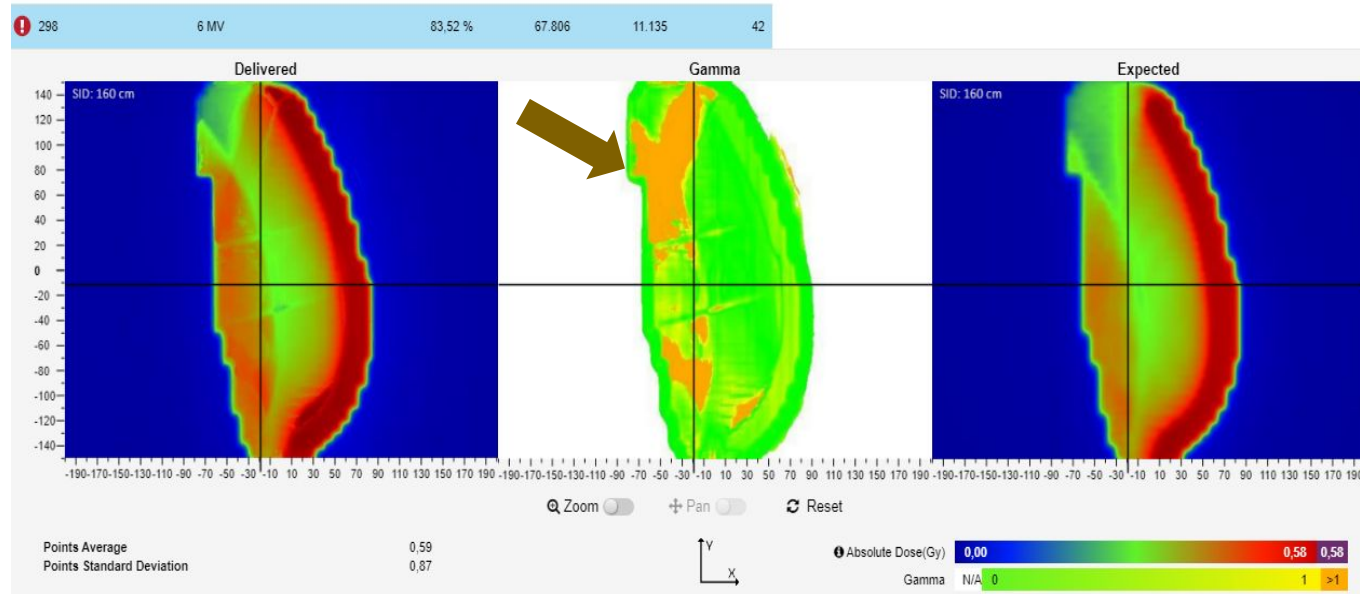 298 6 MV 83,52 % 67.806 11.135 42
Delivered Gamma Expected
SID: 160 cm SID: 160 cm
140
120
100
80
60
40
20
0
-20
-40
-60
-80
-100
-120
-140
-190 -170 -150 -130 -110 -90 -70 -50 -30 -10 10 30 50 70 90 110 130 150 170 190
-190 -170 -150 -130 -110 -90 -70 -50 -30 -10 10 30 50 70 90 110 130 150 170 190
-190 -170 -150 -130 -110 -90 -70 -50 -30 -10 10 30 50 70 90 110 130 150 170 190
Zoom Pan Reset
Points Average 0,59
Points Standard Deviation 0,87
Y
X
Absolute Dose(Gy) 0,00 0,58 0,58
Gamma N/A 0 1 >1